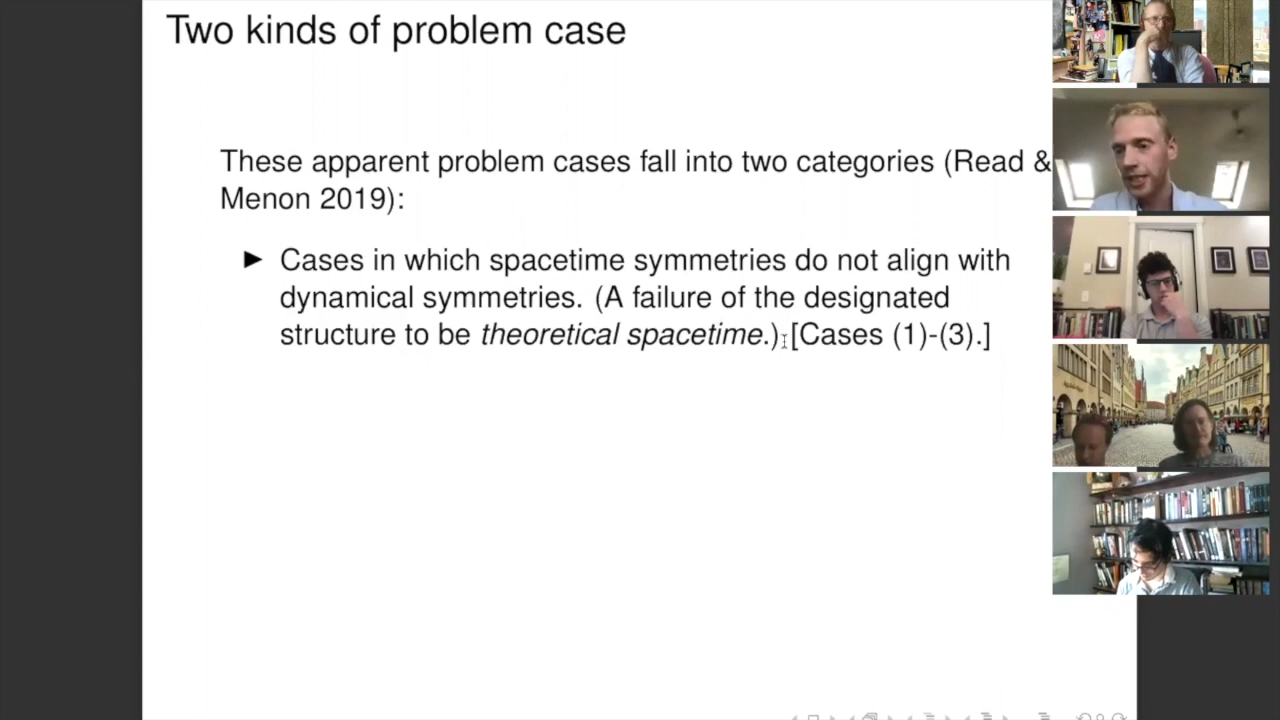 Two kinds of problem case
These apparent problem cases fall into two categories (Read &
Menon 2019):
► Cases in which spacetime symmetries do not align with
dynamical symmetries. (A failure of the designated
structure to be theoretical spacetime.) [Cases (1)-(3).]